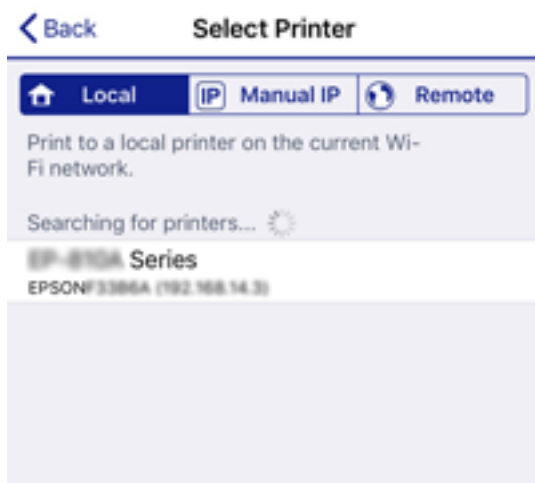 Back Select Printer
Local IP Manual IP Remote
Print to a local printer on the current Wi-
Fi network.
Searching for printers...
Series
EPSON